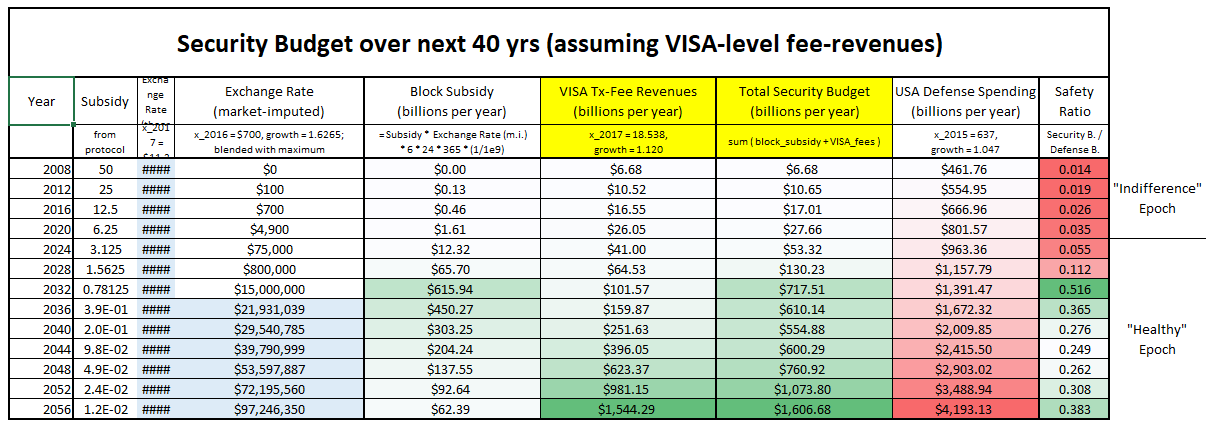 Security Budget over next 40 yrs (assuming VISA-level fee-revenues)
Year Subsidy Excha nge Rate Exchange Rate (market-imputed) Block Subsidy (billions per year) VISA Tx-Fee Revenues (billions per year) Total Security Budget (billions per year) USA Defense Spending (billions per year) Safety Ratio
from protocol x_201 7 = x_2016 = $700, growth = 1.6265; blended with maximum = Subsidy * Exchange Rate (m.i.) * 6 * 24 * 365 * (1/1e9) x_2017 = 18.538, growth = 1.120 sum ( block_subsidy + VISA_fees ) x_2015 = 637, growth = 1.047 Security B. / Defense B.
2008 50 #### $0 $0.00 $6.68 $6.68 $461.76 0.014
2012 25 #### $100 $0.13 $10.52 $10.65 $554.95 0.019 "Indifference"
2016 12.5 #### $700 $0.46 $16.55 $17.01 $666.96 0.026 Epoch
2020 6.25 #### $4,900 $1.61 $26.05 $27.66 $801.57 0.035
2024 3.125 #### $75,000 $12.32 $41.00 $53.32 $963.36 0.055
2028 1.5625 #### $800,000 $65.70 $64.53 $130.23 $1,157.79 0.112
2032 0.78125 #### $15,000,000 $615.94 $101.57 $717.51 $1,391.47 0.516
2036 3.9E-01 #### $21,931,039 $450.27 $159.87 $610.14 $1,672.32 0.365
2040 2.0E-01 #### $29,540,785 $303.25 $251.63 $554.88 $2,009.85 0.276 "Healthy"
2044 9.8E-02 #### $39,790,999 $204.24 $396.05 $600.29 $2,415.50 0.249 Epoch
2048 4.9E-02 #### $53,597,887 $137.55 $623.37 $760.92 $2,903.02 0.262
2052 2.4E-02 #### $72,195,560 $92.64 $981.15 $1,073.80 $3,488.94 0.308
2056 1.2E-02 #### $97,246,350 $62.39 $1,544.29 $1,606.68 $4,193.13 0.383